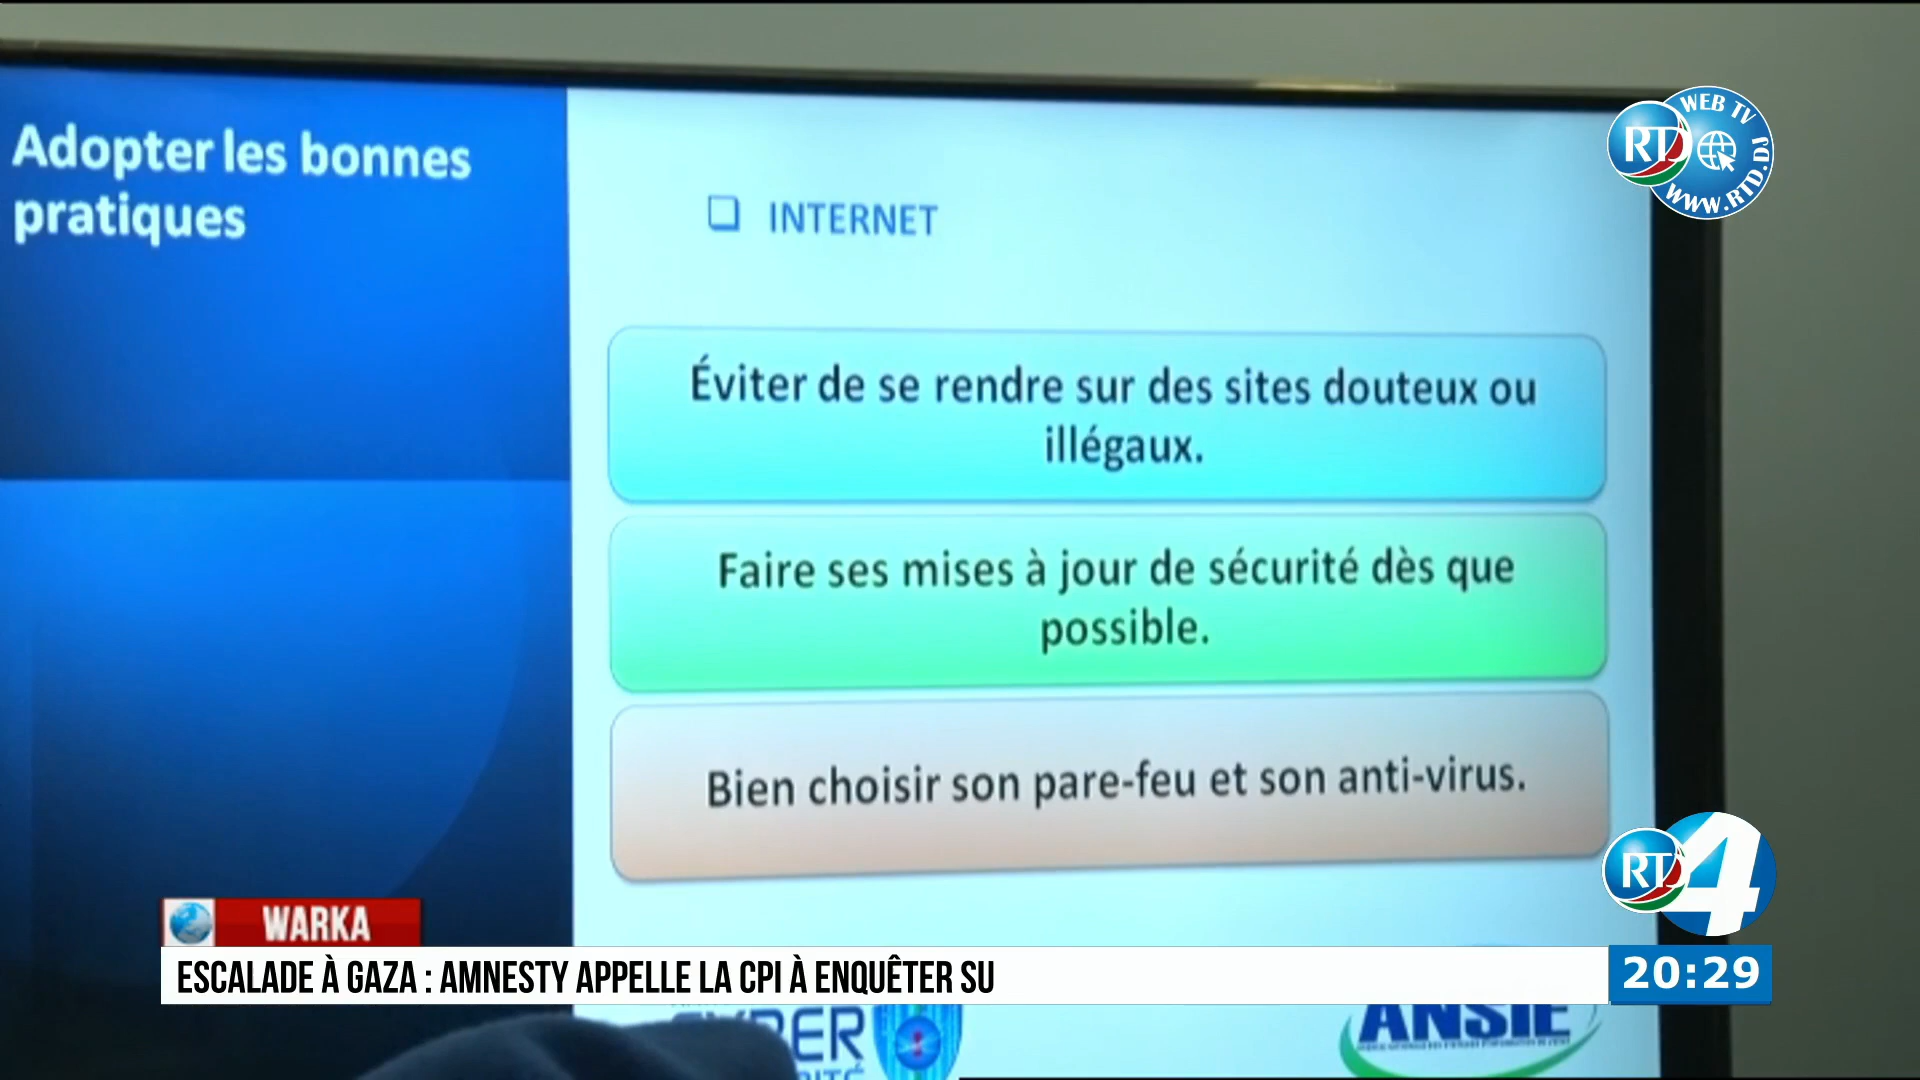 Adopter les bonnes
pratiques
INTERNET
Éviter de se rendre sur des sites douteux ou
illégaux.
Faire ses mises à jour de sécurité dès que
possible.
Bien choisir son pare-feu et son anti-virus.
WEB TV
RTD
WWW.RTD.DJ
RTD
4
WARKA
ESCALADE À GAZA : AMNESTY APPELLE LA CPI À ENQUÊTER SU
20:29
ANSIE